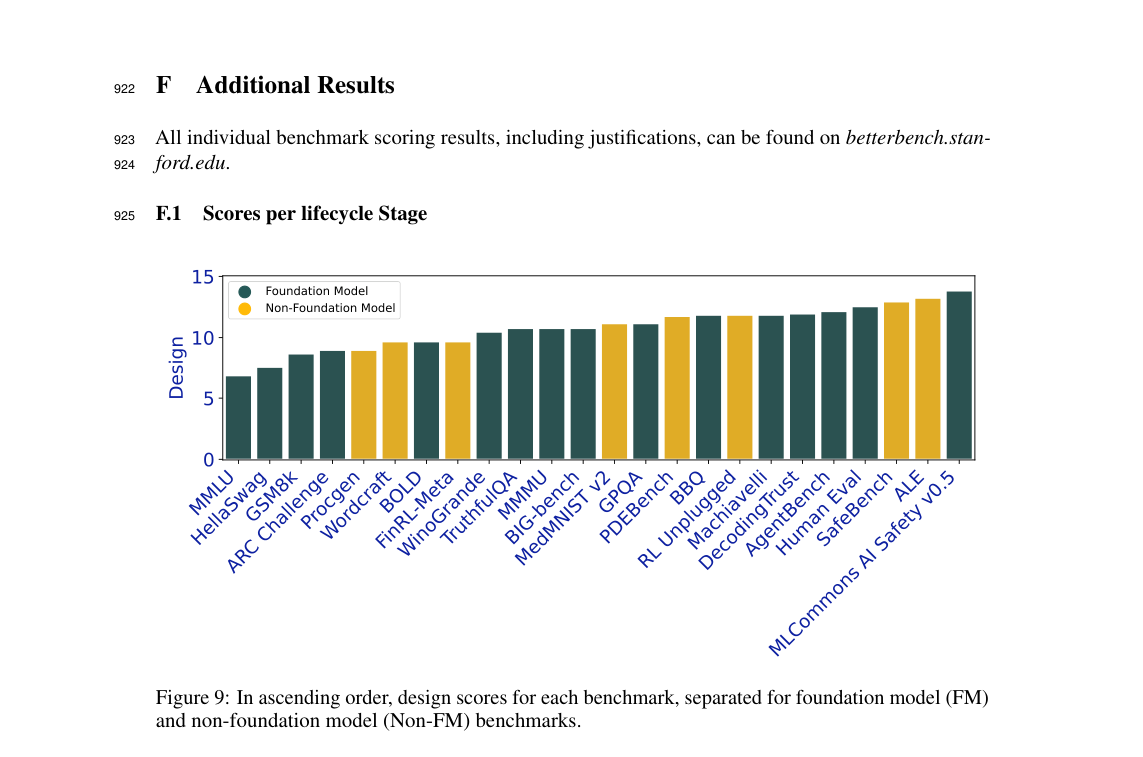 922 F Additional Results
923 All individual benchmark scoring results, including justifications, can be found on betterbench.stan-
924 ford.edu.
925 F.1 Scores per lifecycle Stage
15
10
5
0
Design
Foundation Model
Non-Foundation Model
MMLU
HellaSwag
GSM8k
ARC Challenge
Procgen
Wordcraft
BOLD
FinRL-Meta
WinoGrande
TruthfulQA
MMMU
BIG-bench
MedMNIST v2
GPQA
PDEBench
BBQ
RL Unplugged
Machiavelli
DecodingTrust
AgentBench
Human Eval
SafeBench
ALE
MLCommons AI Safety v0.5
Figure 9: In ascending order, design scores for each benchmark, separated for foundation model (FM)
and non-foundation model (Non-FM) benchmarks.